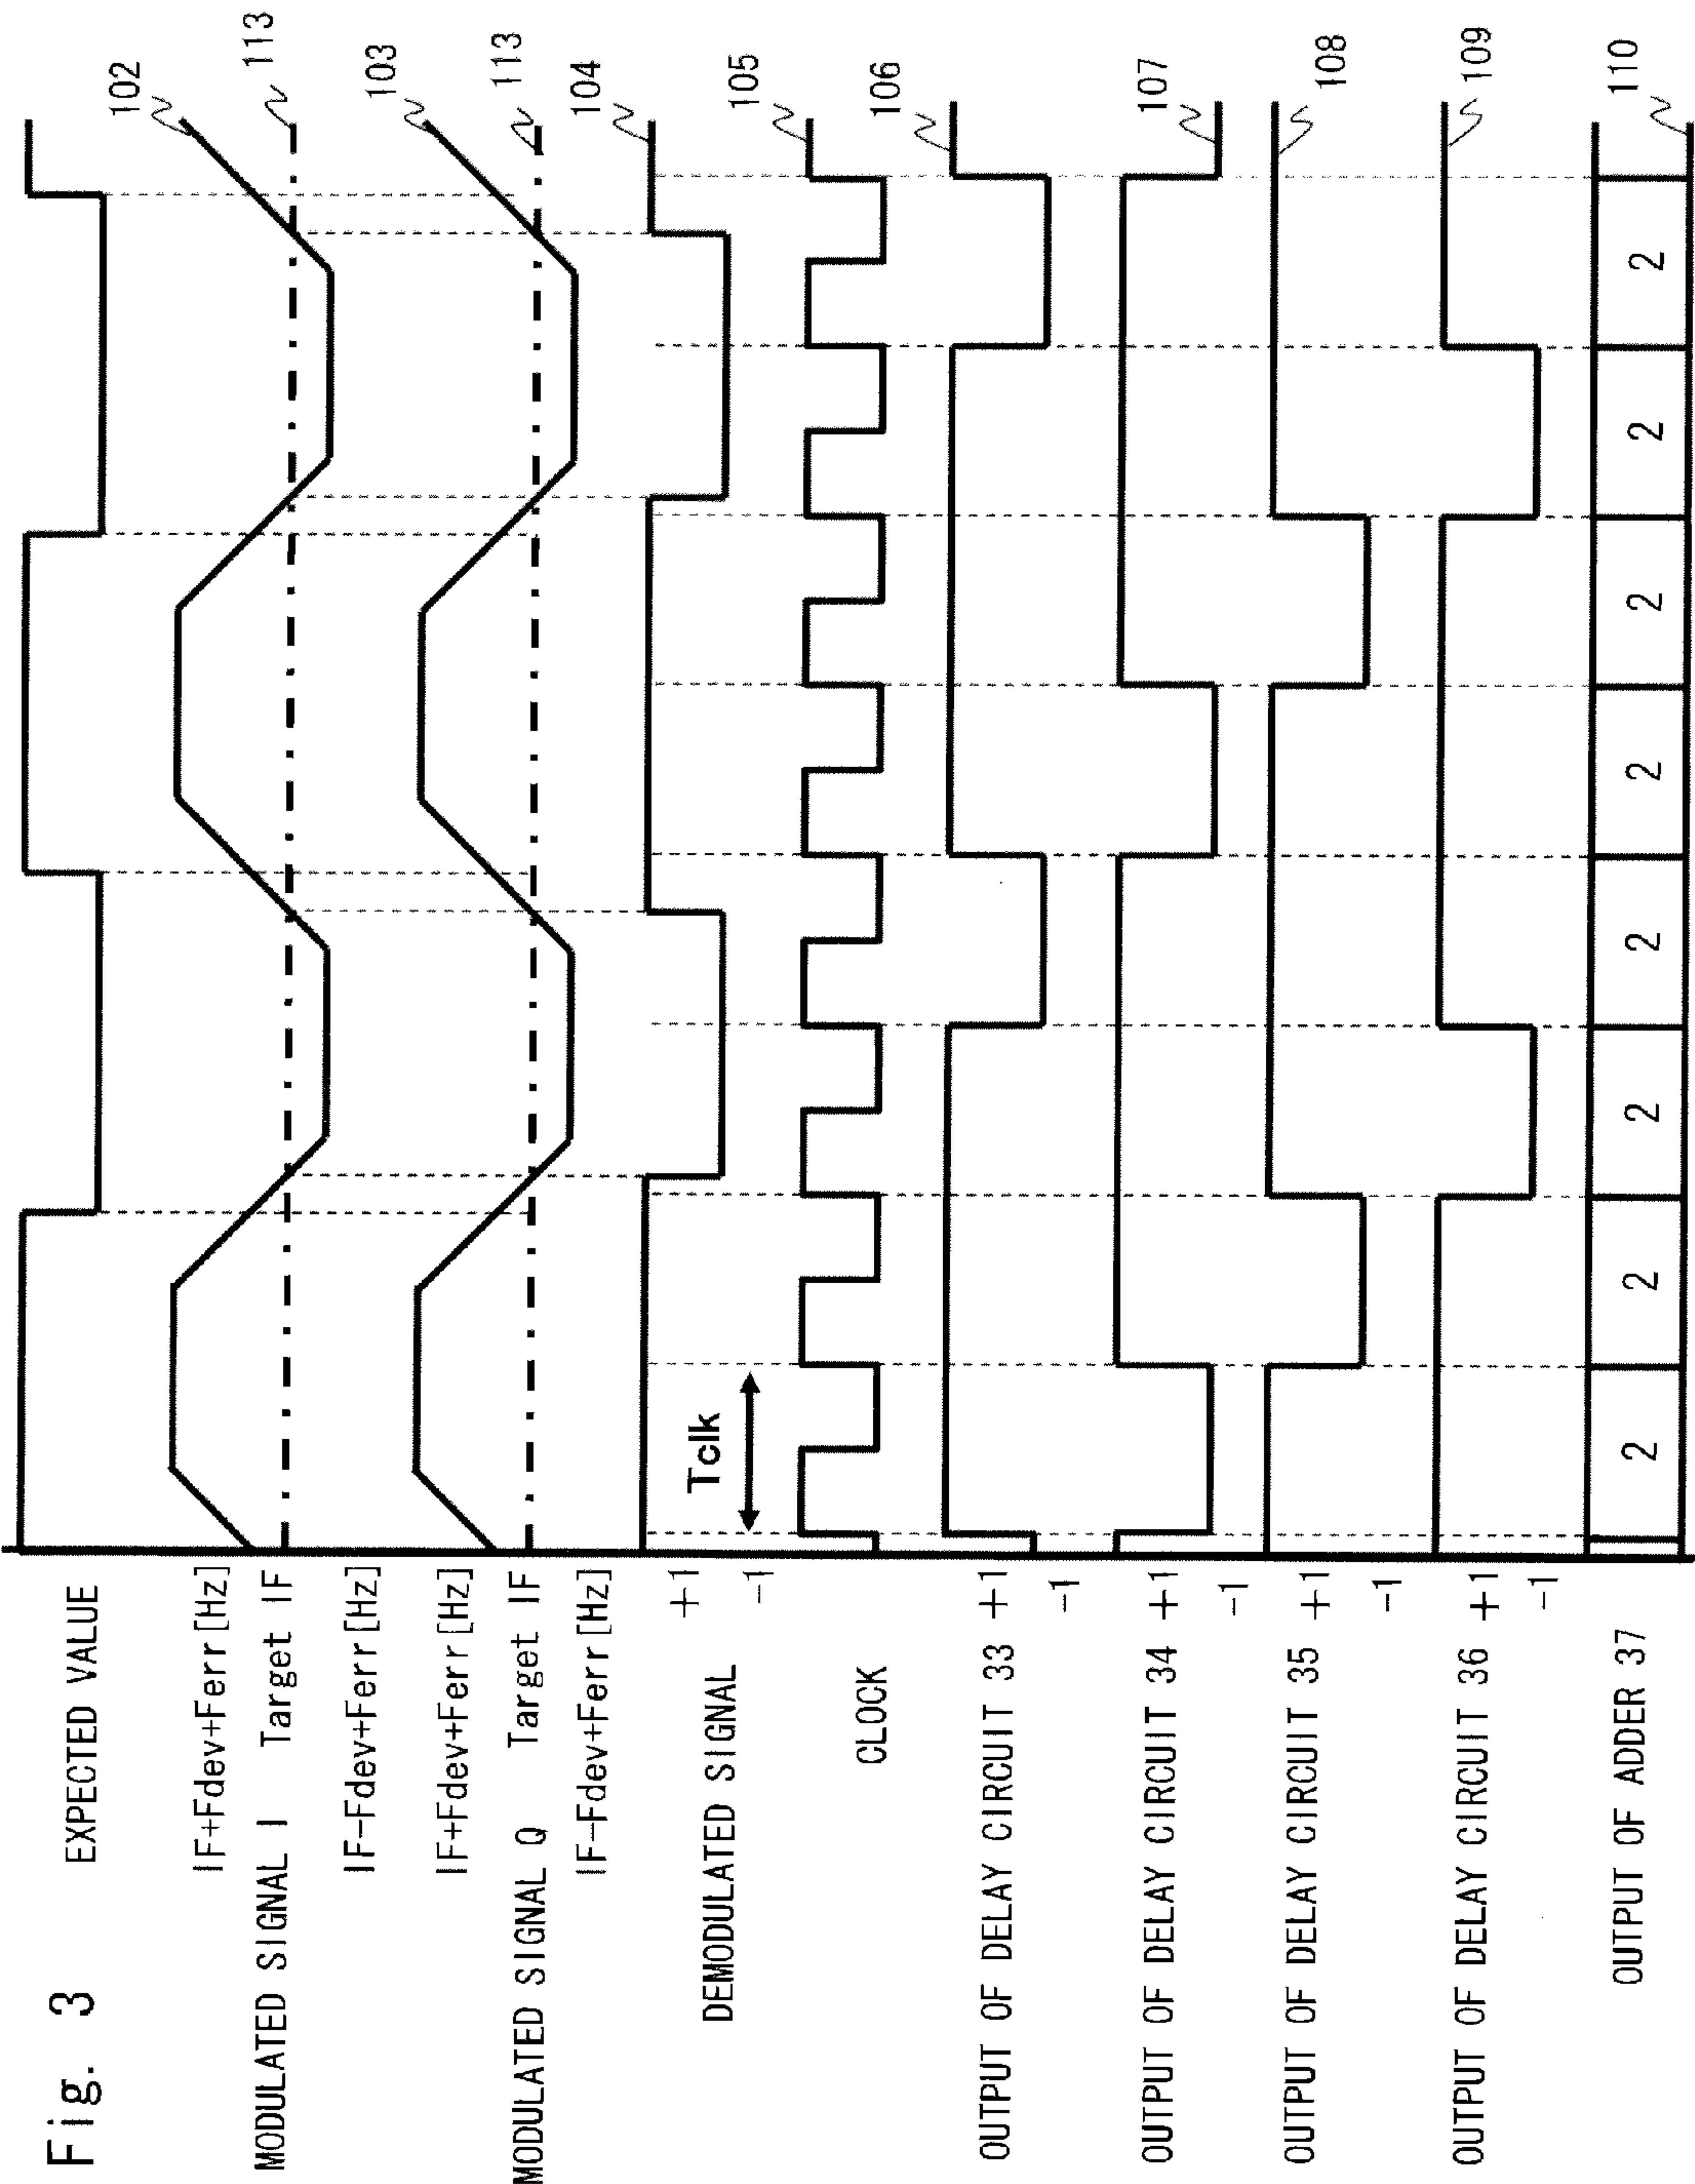 Fig. 3
EXPECTED VALUE
IF+Fdev+Ferr[Hz]
102
MODULATED SIGNAL I Target IF
113
IF-Fdev+Ferr[Hz]
IF+Fdev+Ferr[Hz]
103
MODULATED SIGNAL Q Target IF
113
IF-Fdev+Ferr[Hz]
104
+1
DEMODULATED SIGNAL
-1
Tclk
105
CLOCK
106
OUTPUT OF DELAY CIRCUIT 33 +1
-1
107
OUTPUT OF DELAY CIRCUIT 34 +1
-1
108
OUTPUT OF DELAY CIRCUIT 35 +1
-1
109
OUTPUT OF DELAY CIRCUIT 36 +1
-1
110
OUTPUT OF ADDER 37
2 2 2 2 2 2 2 2